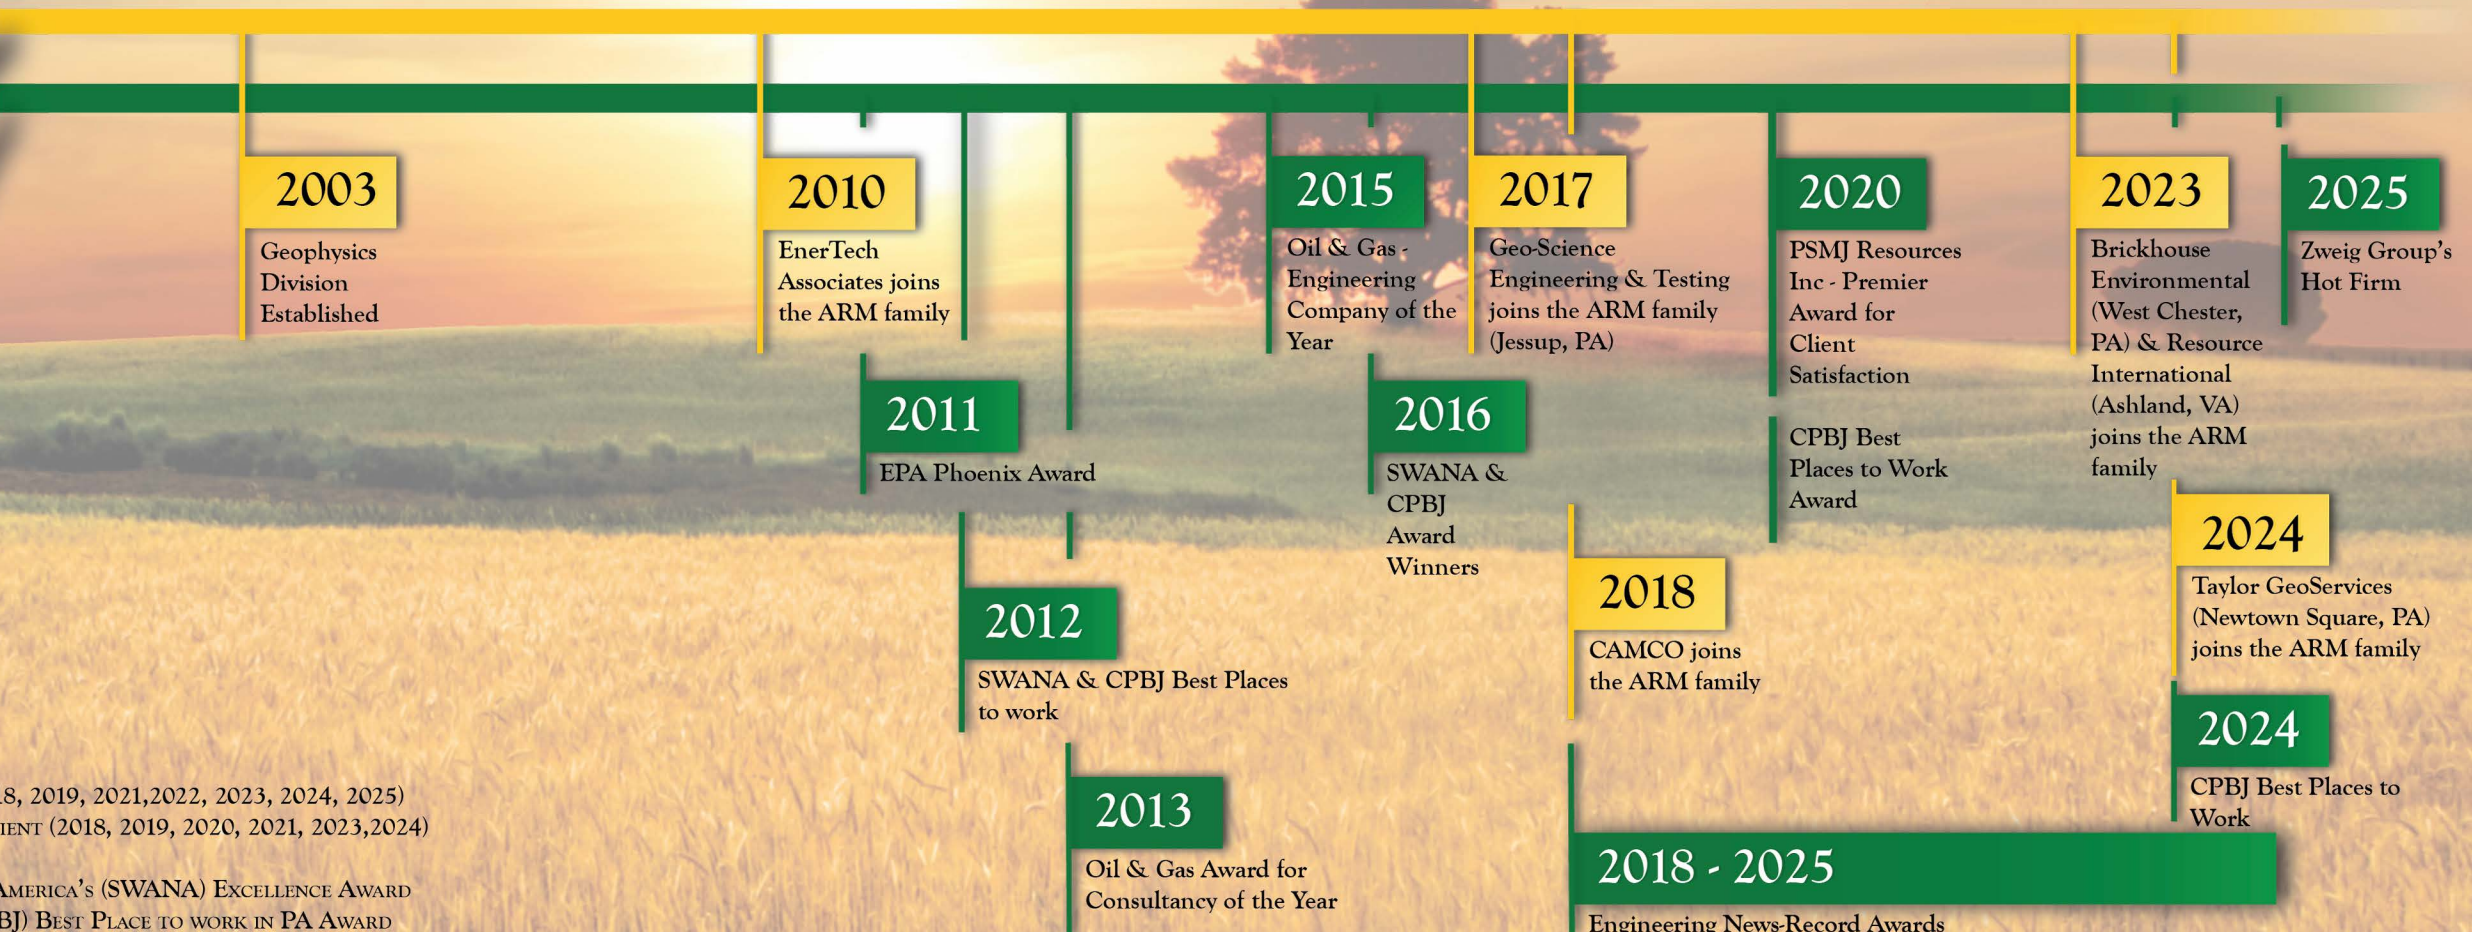 2003
Geophysics
Division
Established
2010
EnerTech
Associates joins
the ARM family
2011
EPA Phoenix Award
2012
SWANA & CPBJ Best Places
to work
2013
Oil & Gas Award for
Consultancy of the Year
2015
Oil & Gas -
Engineering
Company of the
Year
2016
SWANA &
CPBJ
Award
Winners
2017
Geo-Science
Engineering & Testing
joins the ARM family
(Jessup, PA)
2018
CAMCO joins
the ARM family
2018 - 2025
Engineering News-Record Awards
2020
PSMJ Resources
Inc - Premier
Award for
Client
Satisfaction
CPBJ Best
Places to Work
Award
2023
Brickhouse
Environmental
(West Chester,
PA) & Resource
International
(Ashland, VA)
joins the ARM
family
2024
Taylor GeoServices
(Newtown Square, PA)
joins the ARM family
2024
CPBJ Best Places to
Work
2025
Zweig Group's
Hot Firm
8, 2019, 2021,2022, 2023, 2024, 2025)
IENT (2018, 2019, 2020, 2021, 2023,2024)
AMERICA'S (SWANA) EXCELLENCE AWARD
BJ) BEST PLACE TO WORK IN PA AWARD